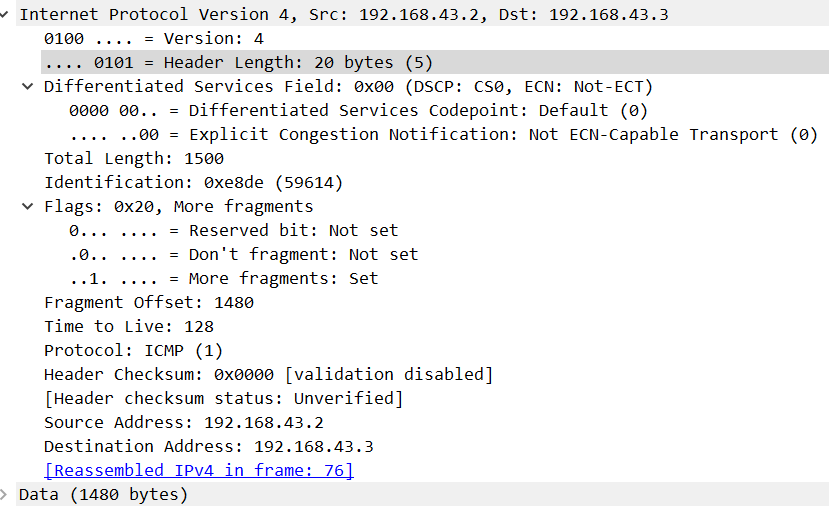 Internet Protocol Version 4, Src: 192.168.43.2, Dst: 192.168.43.3
0100 .... = Version: 4
.... 0101 = Header Length: 20 bytes (5)
Differentiated Services Field: 0x00 (DSCP: CS0, ECN: Not-ECT)
0000 00.. = Differentiated Services Codepoint: Default (0)
.... ..00 = Explicit Congestion Notification: Not ECN-Capable Transport (0)
Total Length: 1500
Identification: 0xe8de (59614)
Flags: 0x20, More fragments
0... .... = Reserved bit: Not set
.0.. .... = Don't fragment: Not set
..1. .... = More fragments: Set
Fragment Offset: 1480
Time to Live: 128
Protocol: ICMP (1)
Header Checksum: 0x0000 [validation disabled]
[Header checksum status: Unverified]
Source Address: 192.168.43.2
Destination Address: 192.168.43.3
[Reassembled IPv4 in frame: 76]
Data (1480 bytes)